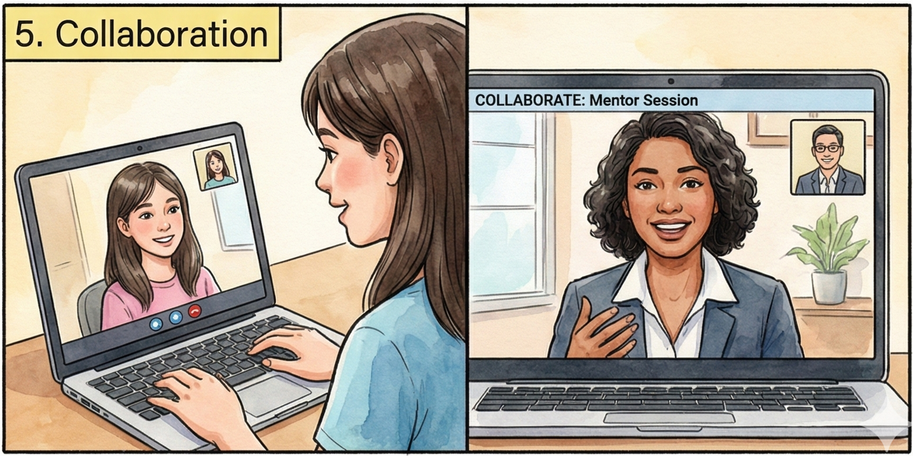 5. Collaboration
COLLABORATE: Mentor Session